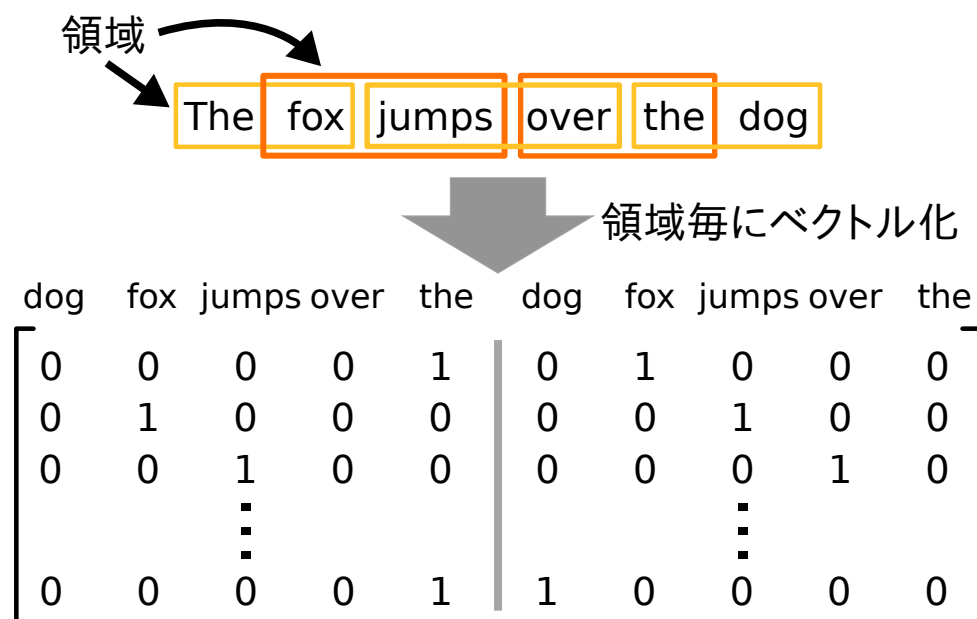 領域
The fox jumps over the dog
領域毎にベクトル化
dog fox jumps over the dog fox jumps over the
0 0 0 0 1 0 1 0 0 0
0 1 0 0 0 0 0 1 0 0
0 0 1 0 0 0 0 0 1 0
0 0 0 0 1 1 0 0 0 0